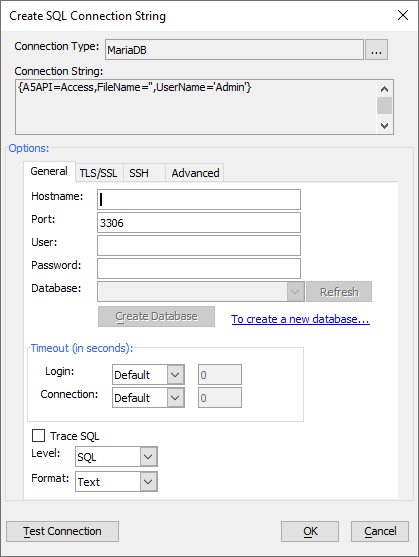 Create SQL Connection String
Connection Type: MariaDB ...
Connection String:
{A5API=Access,FileName='',UserName='Admin'}
Options:
General TLS/SSL SSH Advanced
Hostname:
Port: 3306
User:
Password:
Database: Refresh
Create Database To create a new database...
Timeout (in seconds):
Login: Default 0
Connection: Default 0
Trace SQL
Level: SQL
Format: Text
Test Connection OK Cancel